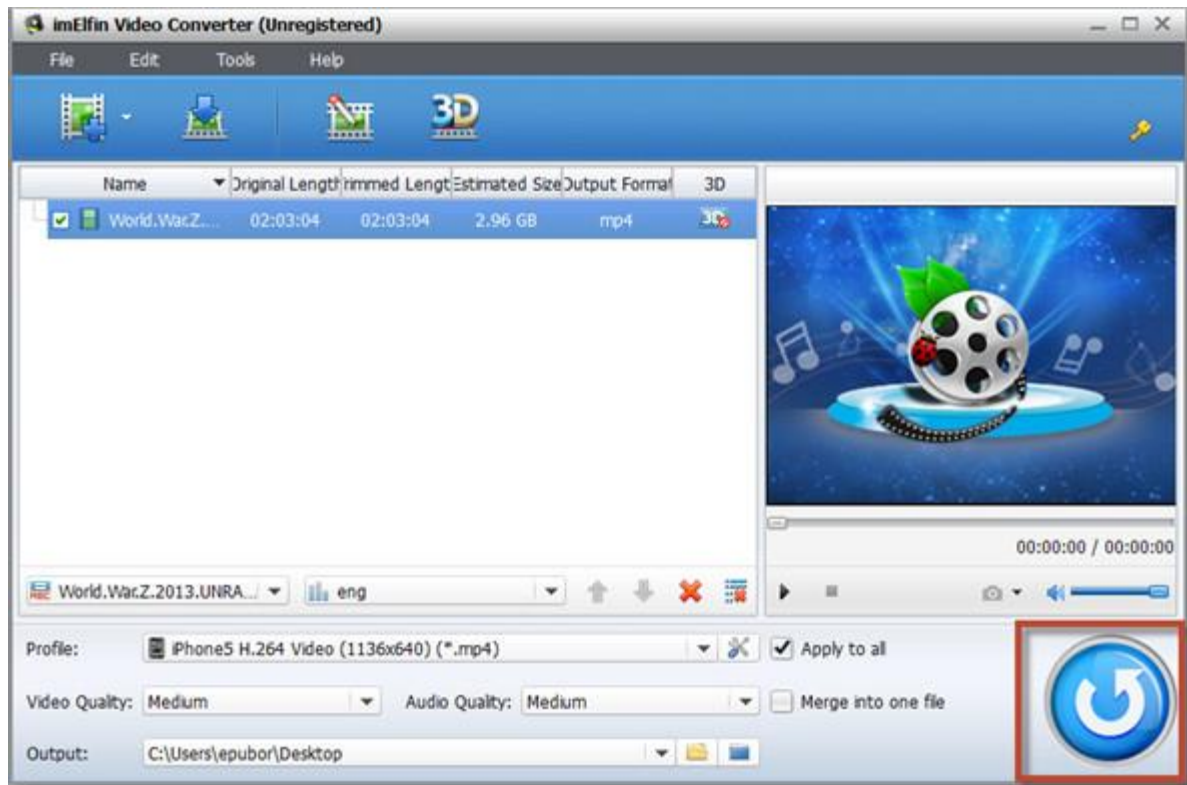 imElfin Video Converter (Unregistered)
File Edit Tools Help
3D
Name Original Length Trimmed Lengt Estimated Size Output Format 3D
World.War.Z.... 02:03:04 02:03:04 2.96 GB mp4 3D
00:00:00 / 00:00:00
World.War.Z.2013.UNRA... eng
Profile: iPhone5 H.264 Video (1136x640) (*.mp4) Apply to all
Video Quality: Medium Audio Quality: Medium Merge into one file
Output: C:\Users\epubor\Desktop